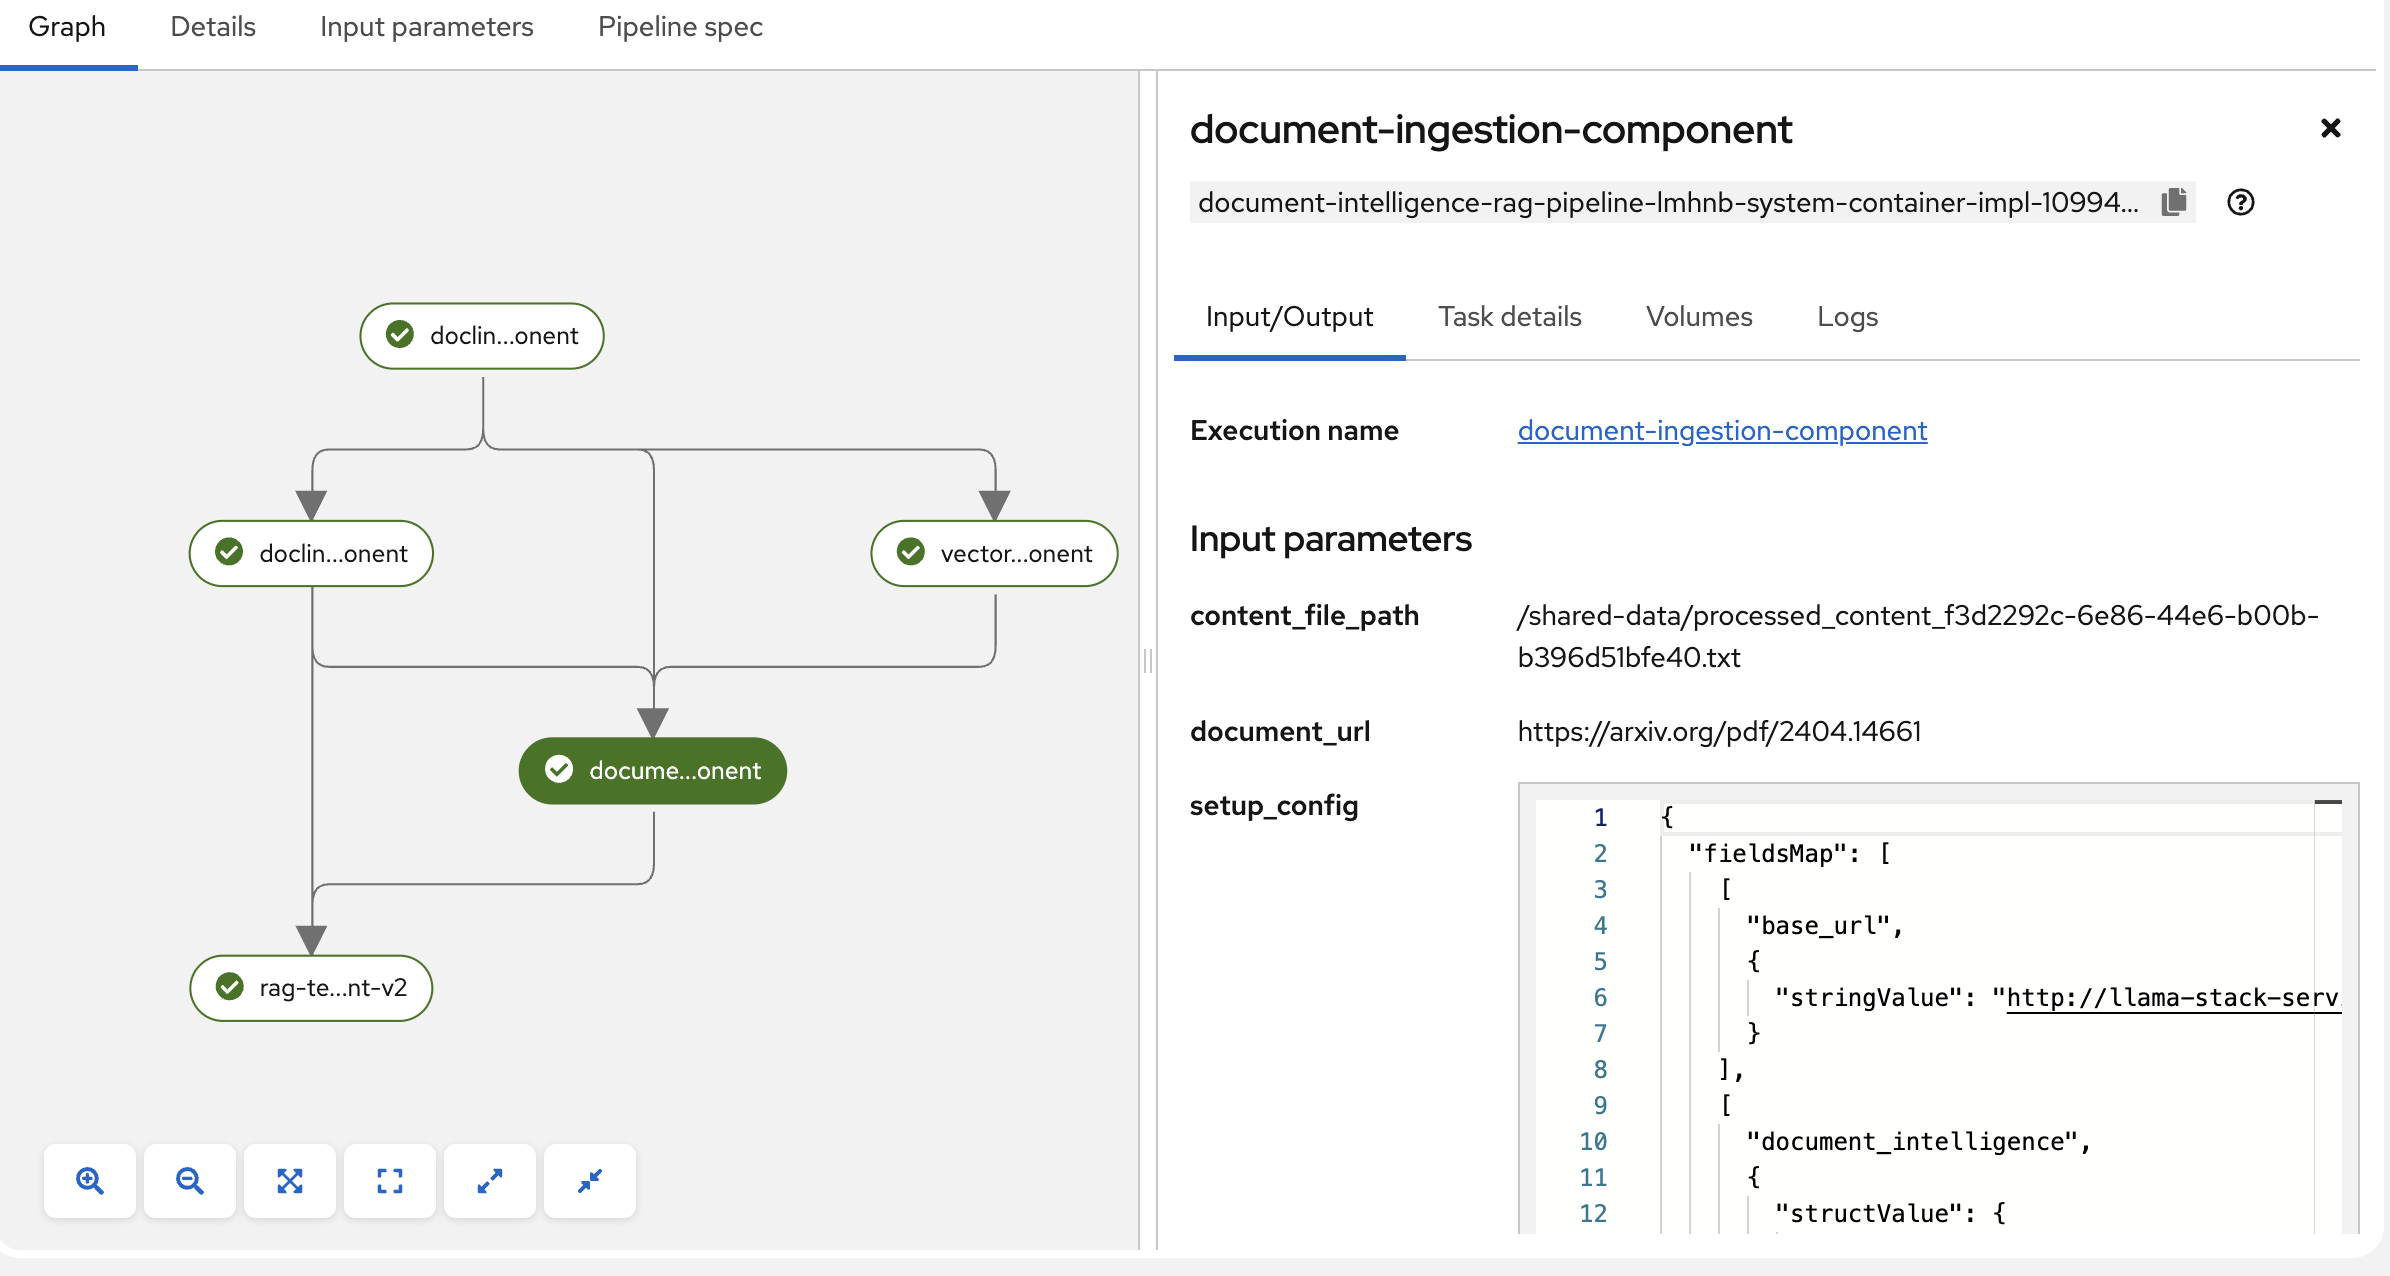 Graph Details Input parameters Pipeline spec
doclin...onent
doclin...onent
vector...onent
docume...onent
rag-te...nt-v2
document-ingestion-component
document-intelligence-rag-pipeline-lmhnb-system-container-impl-10994...
Input/Output Task details Volumes Logs
Execution name document-ingestion-component
Input parameters
content_file_path /shared-data/processed_content_f3d2292c-6e86-44e6-b00b-
b396d51bfe40.txt
document_url https://arxiv.org/pdf/2404.14661
setup_config
1 {
2 "fieldsMap": [
3 [
4 "base_url",
5 {
6 "stringValue": "http://llama-stack-serv
7 }
8 ],
9 [
10 "document_intelligence",
11 {
12 "structValue": {